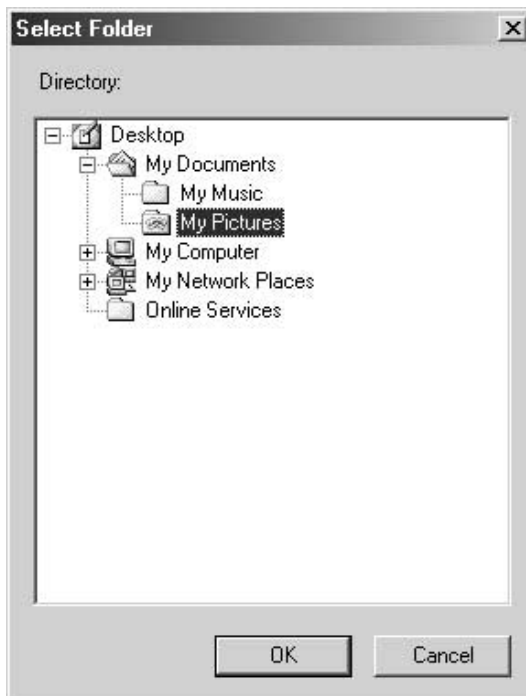 Select Folder
Directory:
Desktop
My Documents
My Music
My Pictures
My Computer
My Network Places
Online Services
OK
Cancel